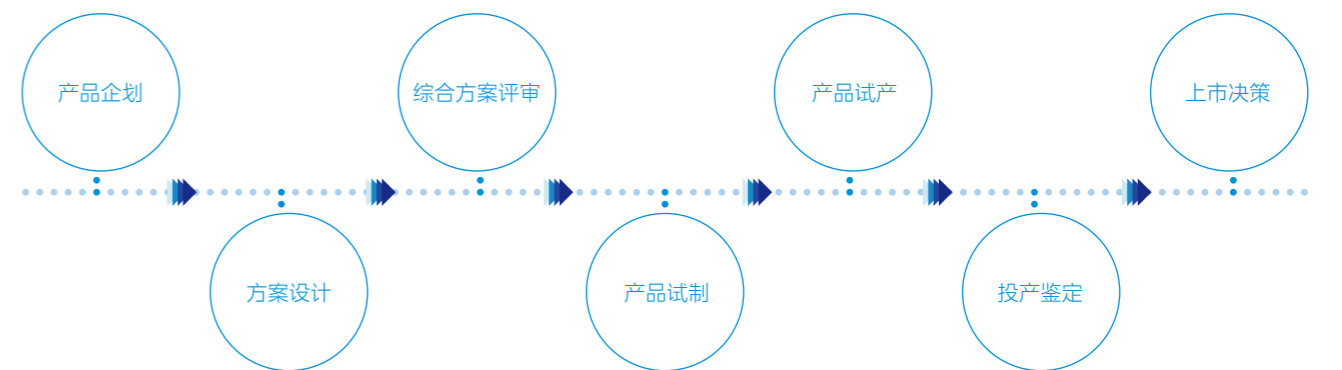 产品企划
方案设计
综合方案评审
产品试制
产品试产
投产鉴定
上市决策